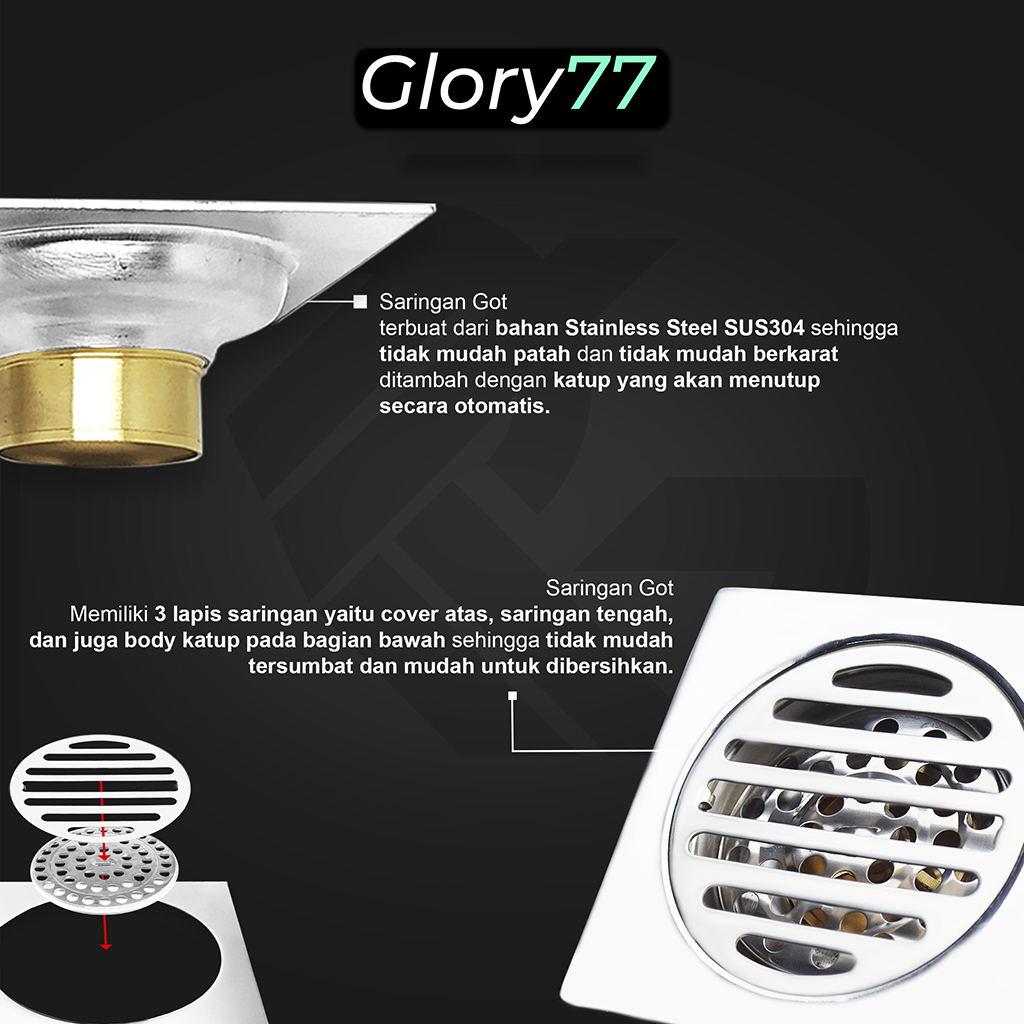 Glory77
Saringan Got
terbuat dari bahan Stainless Steel SUS304 sehingga
tidak mudah patah dan tidak mudah berkarat
ditambah dengan katup yang akan menutup
secara otomatis.
Saringan Got
Memiliki 3 lapis saringan yaitu cover atas, saringan tengah,
dan juga body katup pada bagian bawah sehingga tidak mudah
tersumbat dan mudah untuk dibersihkan.